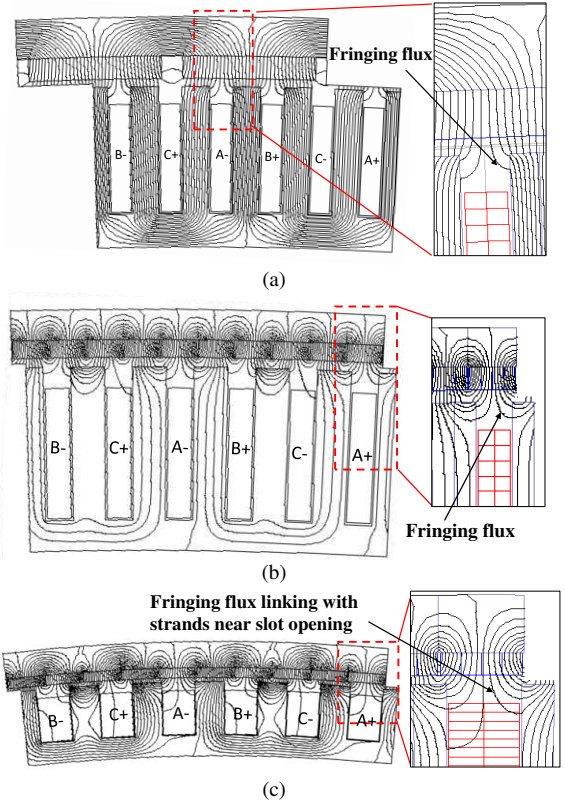 Fringing flux
B-
C+
A-
B+
C-
A+
(a)
B-
C+
A-
B+
C-
A+
Fringing flux
(b)
Fringing flux linking with
strands near slot opening
B-
C+
A-
B+
C-
A+
(c)